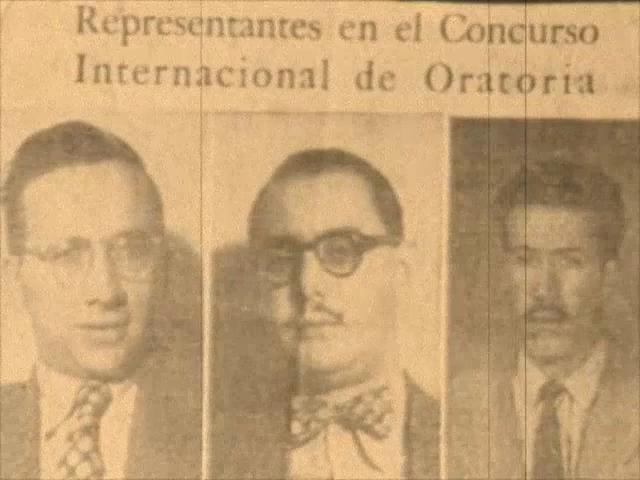 Representantes en el Concurso
Internacional de Oratoria